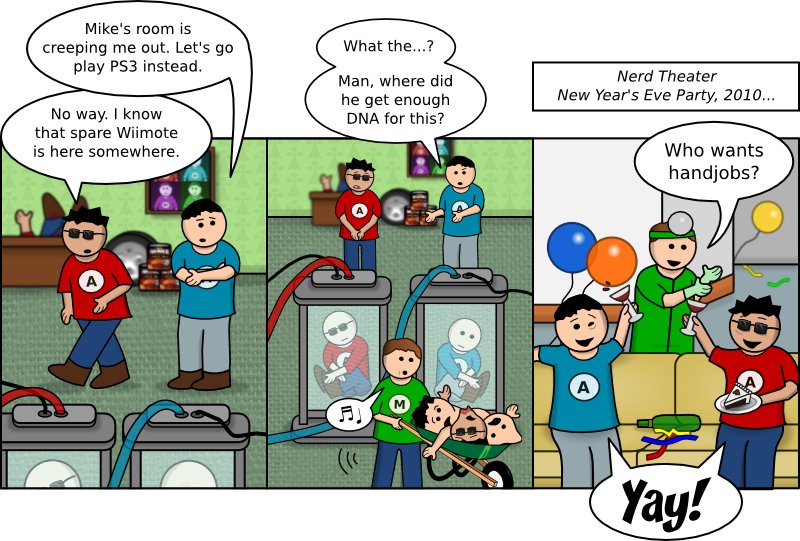 Mike's room is
creeping me out. Let's go
play PS3 instead.
No way. I know
that spare Wiimote
is here somewhere.
A
What the...?
Man, where did
he get enough
DNA for this?
A
A
M
Nerd Theater
New Year's Eve Party, 2010...
Who wants
handjobs?
A
A
Yay!